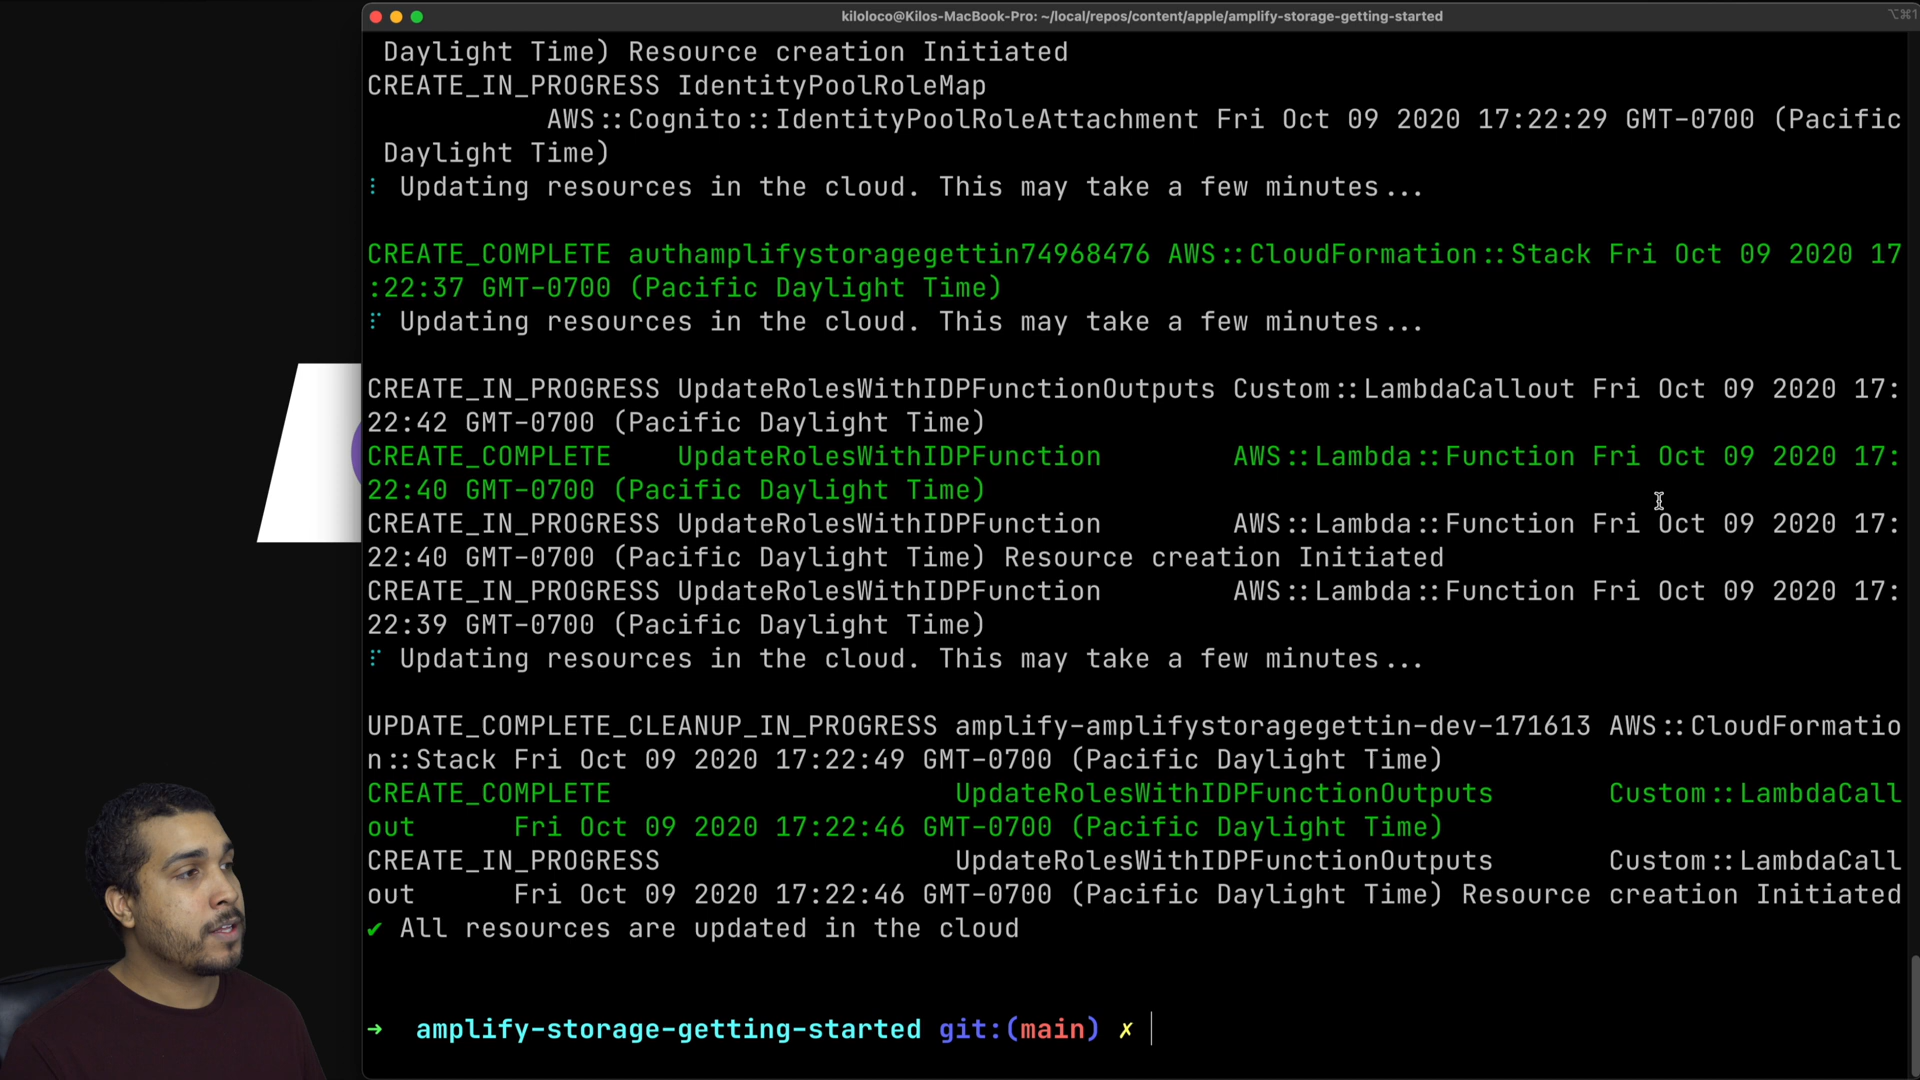 kiloloco@Kilos-MacBook-Pro: ~/local/repos/content/apple/amplify-storage-getting-started
⌥⌘1
Daylight Time) Resource creation Initiated
CREATE_IN_PROGRESS IdentityPoolRoleMap
AWS::Cognito::IdentityPoolRoleAttachment Fri Oct 09 2020 17:22:29 GMT-0700 (Pacific
Daylight Time)
⠸ Updating resources in the cloud. This may take a few minutes...
CREATE_COMPLETE authamplifystoragegettin74968476 AWS::CloudFormation::Stack Fri Oct 09 2020 17
:22:37 GMT-0700 (Pacific Daylight Time)
⠋ Updating resources in the cloud. This may take a few minutes...
CREATE_IN_PROGRESS UpdateRolesWithIDPFunctionOutputs Custom::LambdaCallout Fri Oct 09 2020 17:
22:42 GMT-0700 (Pacific Daylight Time)
CREATE_COMPLETE UpdateRolesWithIDPFunction AWS::Lambda::Function Fri Oct 09 2020 17:
22:40 GMT-0700 (Pacific Daylight Time)
CREATE_IN_PROGRESS UpdateRolesWithIDPFunction AWS::Lambda::Function Fri Oct 09 2020 17:
22:40 GMT-0700 (Pacific Daylight Time) Resource creation Initiated
CREATE_IN_PROGRESS UpdateRolesWithIDPFunction AWS::Lambda::Function Fri Oct 09 2020 17:
22:39 GMT-0700 (Pacific Daylight Time)
⠋ Updating resources in the cloud. This may take a few minutes...
UPDATE_COMPLETE_CLEANUP_IN_PROGRESS amplify-amplifystoragegettin-dev-171613 AWS::CloudFormatio
n::Stack Fri Oct 09 2020 17:22:49 GMT-0700 (Pacific Daylight Time)
CREATE_COMPLETE UpdateRolesWithIDPFunctionOutputs Custom::LambdaCall
out Fri Oct 09 2020 17:22:46 GMT-0700 (Pacific Daylight Time)
CREATE_IN_PROGRESS UpdateRolesWithIDPFunctionOutputs Custom::LambdaCall
out Fri Oct 09 2020 17:22:46 GMT-0700 (Pacific Daylight Time) Resource creation Initiated
✔ All resources are updated in the cloud
➜ amplify-storage-getting-started git:(main) ✗